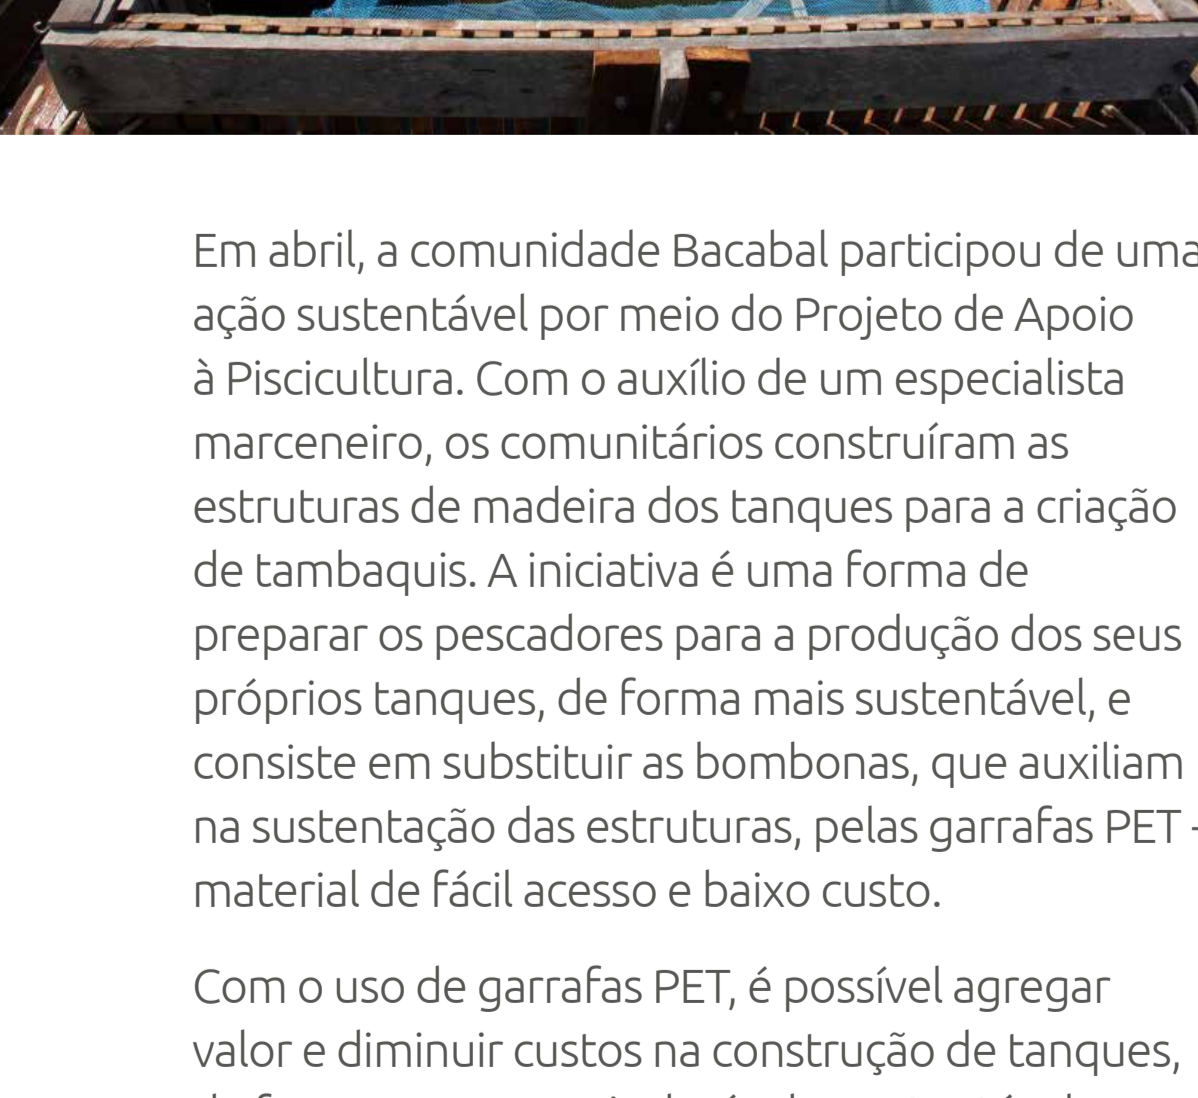 Em abril, a comunidade Bacabal participou de uma
ação sustentável por meio do Projeto de Apoio
à Piscicultura. Com o auxílio de um especialista
marceneiro, os comunitários construíram as
estruturas de madeira dos tanques para a criação
de tambaquis. A iniciativa é uma forma de
preparar os pescadores para a produção dos seus
próprios tanques, de forma mais sustentável, e
consiste em substituir as bombonas, que auxiliam
na sustentação das estruturas, pelas garrafas PET -
material de fácil acesso e baixo custo.
Com o uso de garrafas PET, é possível agregar
valor e diminuir custos na construção de tanques,